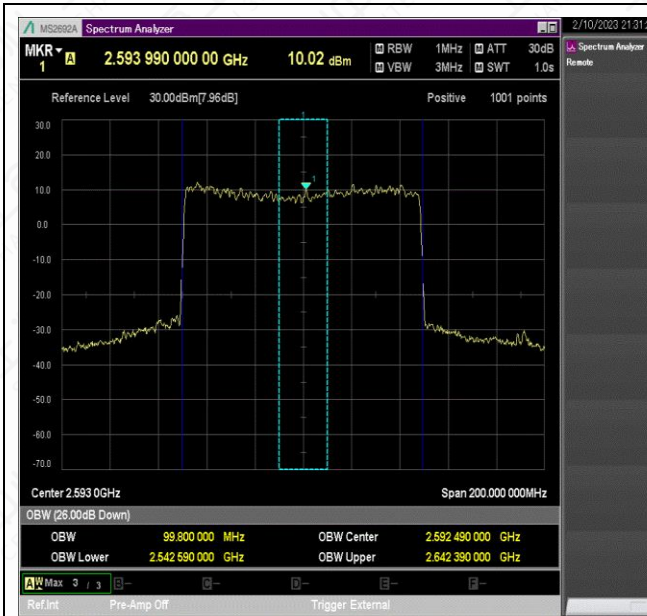 MS2692A Spectrum Analyzer
2/10/2023 21:31:
MKR 1 A 2.593 990 000 00 GHz 10.02 dBm
RBW 1MHz ATT 30dB
VBW 3MHz SWT 1.0s
Spectrum Analyzer
Remote
Reference Level 30.00dBm[7.96dB] Positive 1001 points
30.0
20.0
10.0
0.0
-10.0
-20.0
-30.0
-40.0
-50.0
-60.0
-70.0
1
1
Center 2.593 0GHz Span 200.000 000MHz
OBW (26.00dB Down)
OBW 99.800 000 MHz OBW Center 2.592 490 000 GHz
OBW Lower 2.542 590 000 GHz OBW Upper 2.642 390 000 GHz
A W Max 3 / 3 B- C- D- E- F-
Ref.Int Pre-Amp Off Trigger External